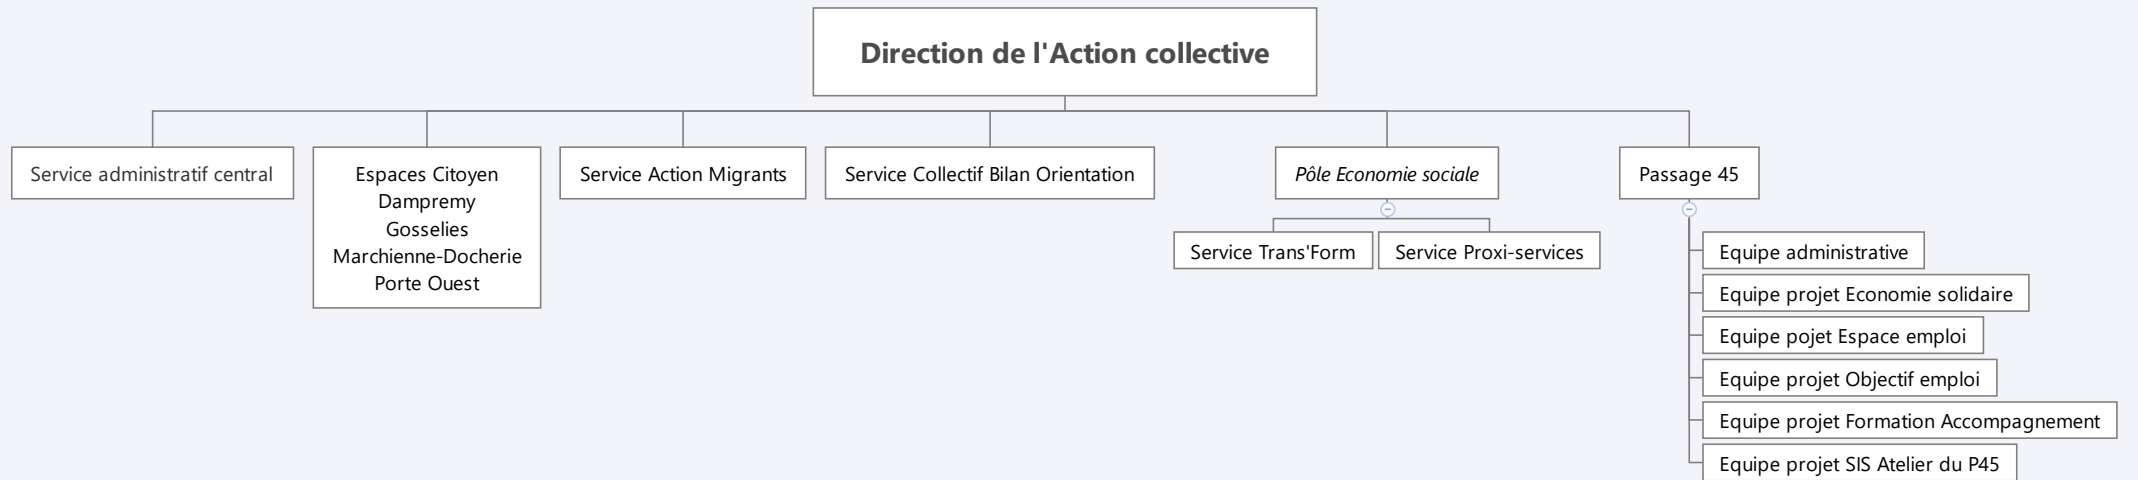 Direction de l'Action collective
Service administratif central
Espaces Citoyen
Dampremy
Gosselies
Marchienne-Docherie
Porte Ouest
Service Action Migrants
Service Collectif Bilan Orientation
Pôle Economie sociale
Service Trans'Form
Service Proxi-services
Passage 45
Equipe administrative
Equipe projet Economie solidaire
Equipe pojet Espace emploi
Equipe projet Objectif emploi
Equipe projet Formation Accompagnement
Equipe projet SIS Atelier du P45